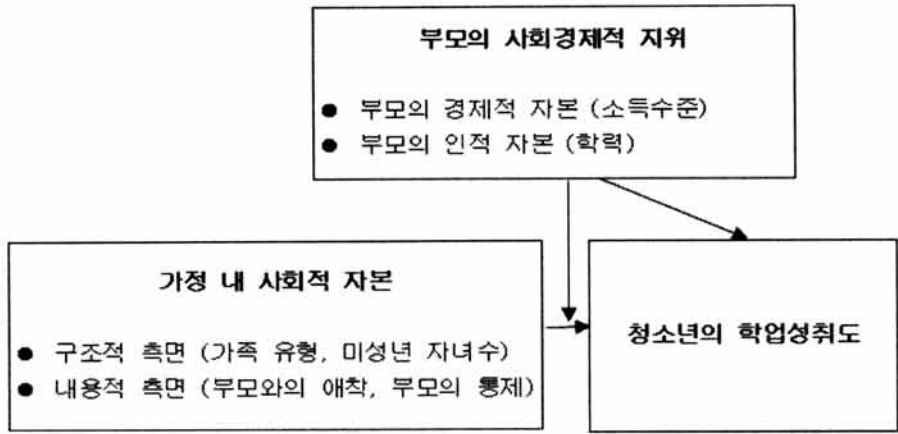 부모의 사회경제적 지위
● 부모의 경제적 자본 (소득수준)
● 부모의 인적 자본 (학력)
가정 내 사회적 자본
● 구조적 측면 (가족 유형, 미성년 자녀수)
● 내용적 측면 (부모와의 애착, 부모의 통제)
청소년의 학업성취도